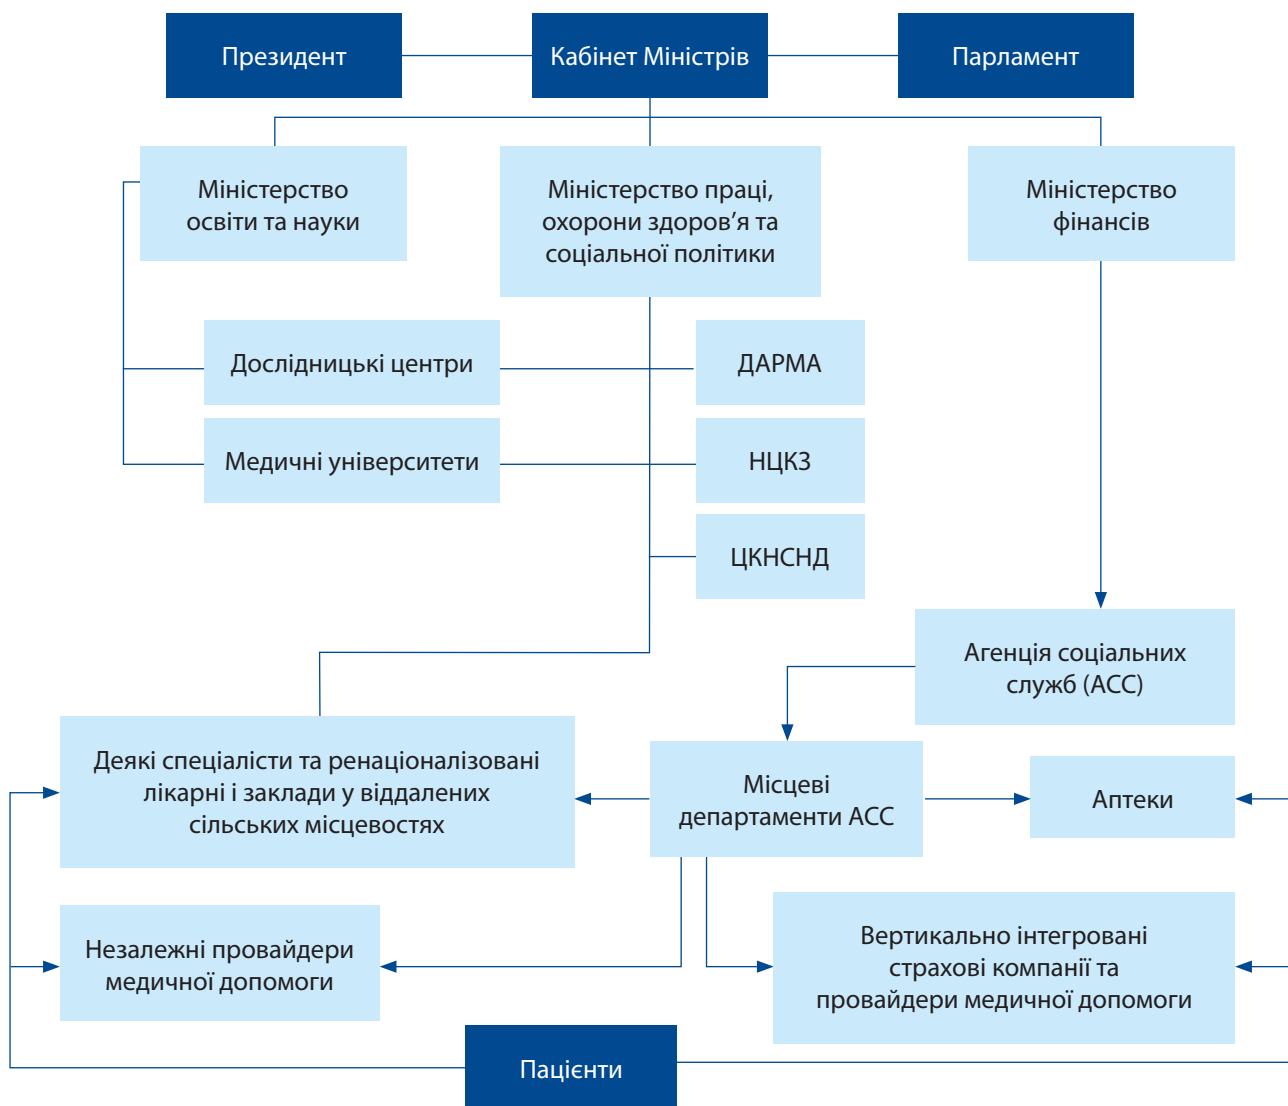 Президент
Кабінет Міністрів
Парламент
Міністерство
освіти та науки
Міністерство праці,
охорони здоров’я та
соціальної політики
Міністерство
фінансів
Дослідницькі центри
ДАРМА
Медичні університети
НЦКЗ
ЦКНСНД
Агенція соціальних
служб (АСС)
Деякі спеціалісти та ренаціоналізовані
лікарні і заклади у віддалених
сільських місцевостях
Місцеві
департаменти АСС
Аптеки
Незалежні провайдери
медичної допомоги
Вертикально інтегровані
страхові компанії та
провайдери медичної допомоги
Пацієнти